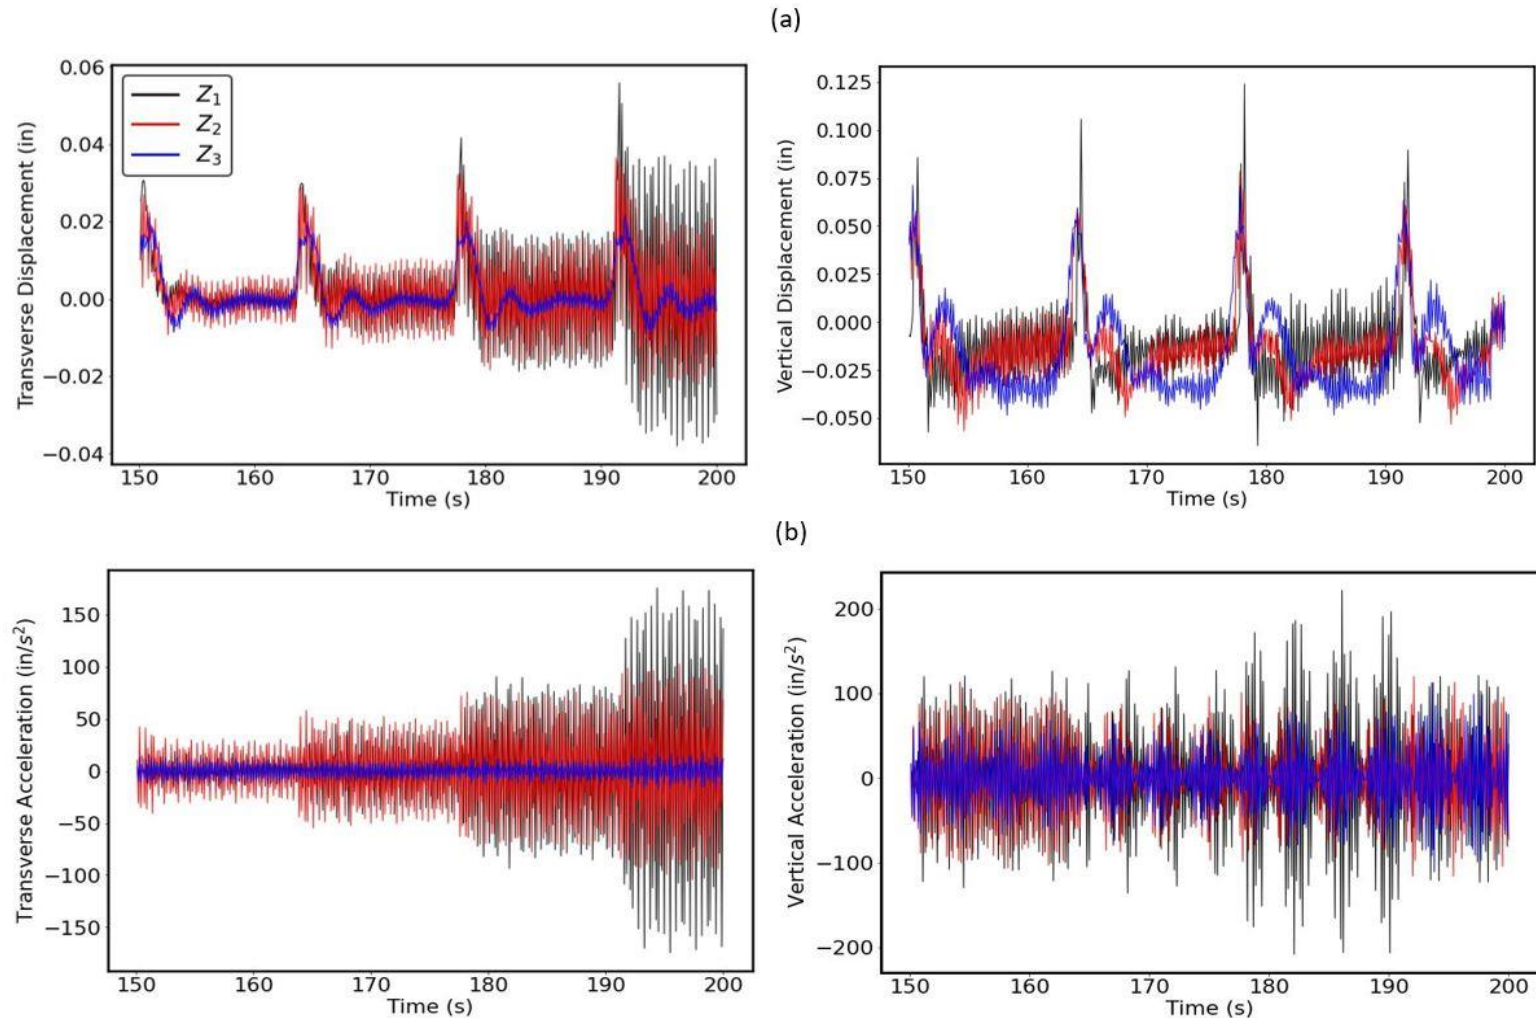 (a)
Transverse Displacement (in)
0.06
0.04
0.02
0.00
−0.02
−0.04
Z1
Z2
Z3
150 160 170 180 190 200
Time (s)
Vertical Displacement (in)
0.125
0.100
0.075
0.050
0.025
0.000
−0.025
−0.050
150 160 170 180 190 200
Time (s)
(b)
Transverse Acceleration (in/s²)
150
100
50
0
−50
−100
−150
150 160 170 180 190 200
Time (s)
Vertical Acceleration (in/s²)
200
100
0
−100
−200
150 160 170 180 190 200
Time (s)